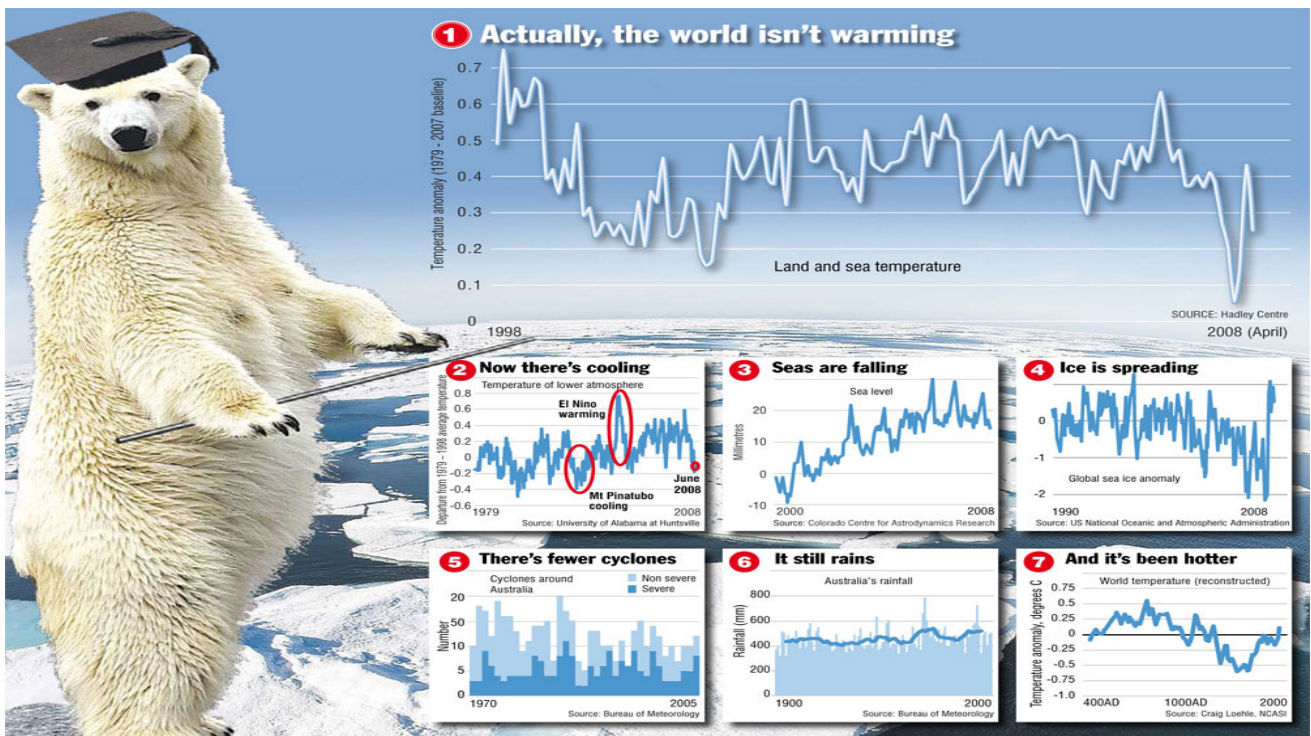 1 Actually, the world isn't warming
Temperature anomaly (1979 - 2007 baseline)
0.7
0.6
0.5
0.4
0.3
0.2
0.1
0
Land and sea temperature
SOURCE: Hadley Centre
1998
2008 (April)
2 Now there's cooling
Temperature of lower atmosphere
Departure from 1979 – 1998 average temperature
0.8
0.6
0.4
0.2
0
-0.2
-0.4
-0.6
El Nino
warming
Mt Pinatubo
cooling
June
2008
1979
2008
Source: University of Alabama at Huntsville
3 Seas are falling
Sea level
Millimetres
20
10
0
-10
2000
2008
Source: Colorado Centre for Astrodynamics Research
4 Ice is spreading
1
0
-1
-2
Global sea ice anomaly
1990
2008
Source: US National Oceanic and Atmospheric Administration
5 There's fewer cyclones
Cyclones around
Australia
Non severe
Severe
Number
20
50
10
5
0
1970
2005
Source: Bureau of Meteorology
6 It still rains
Australia's rainfall
Rainfall (mm)
800
600
400
200
0
1900
2000
Source: Bureau of Meteorology
7 And it's been hotter
World temperature (reconstructed)
Temperature anomaly, degrees C
0.75
0.5
0.25
0
-0.25
-0.5
-0.75
-1.0
400AD
1000AD
2000
Source: Craig Loehle, NCASI